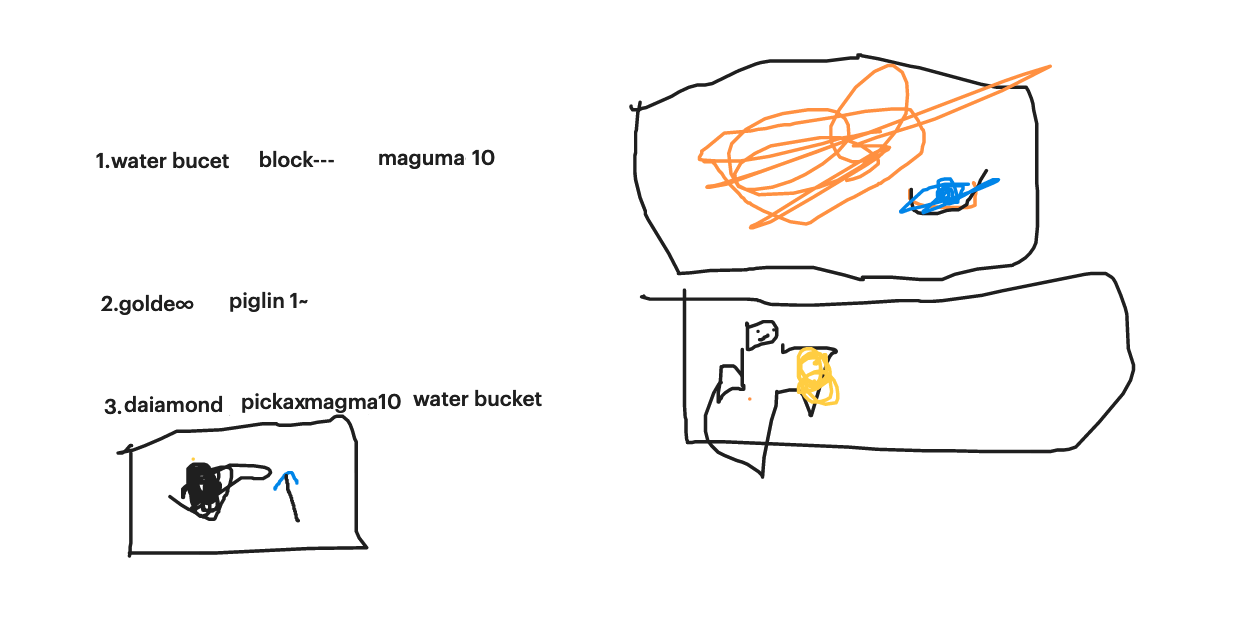 1.water bucet block--- maguma 10
2.golde∞ piglin 1~
3.daiamond pickaxmagma10 water bucket